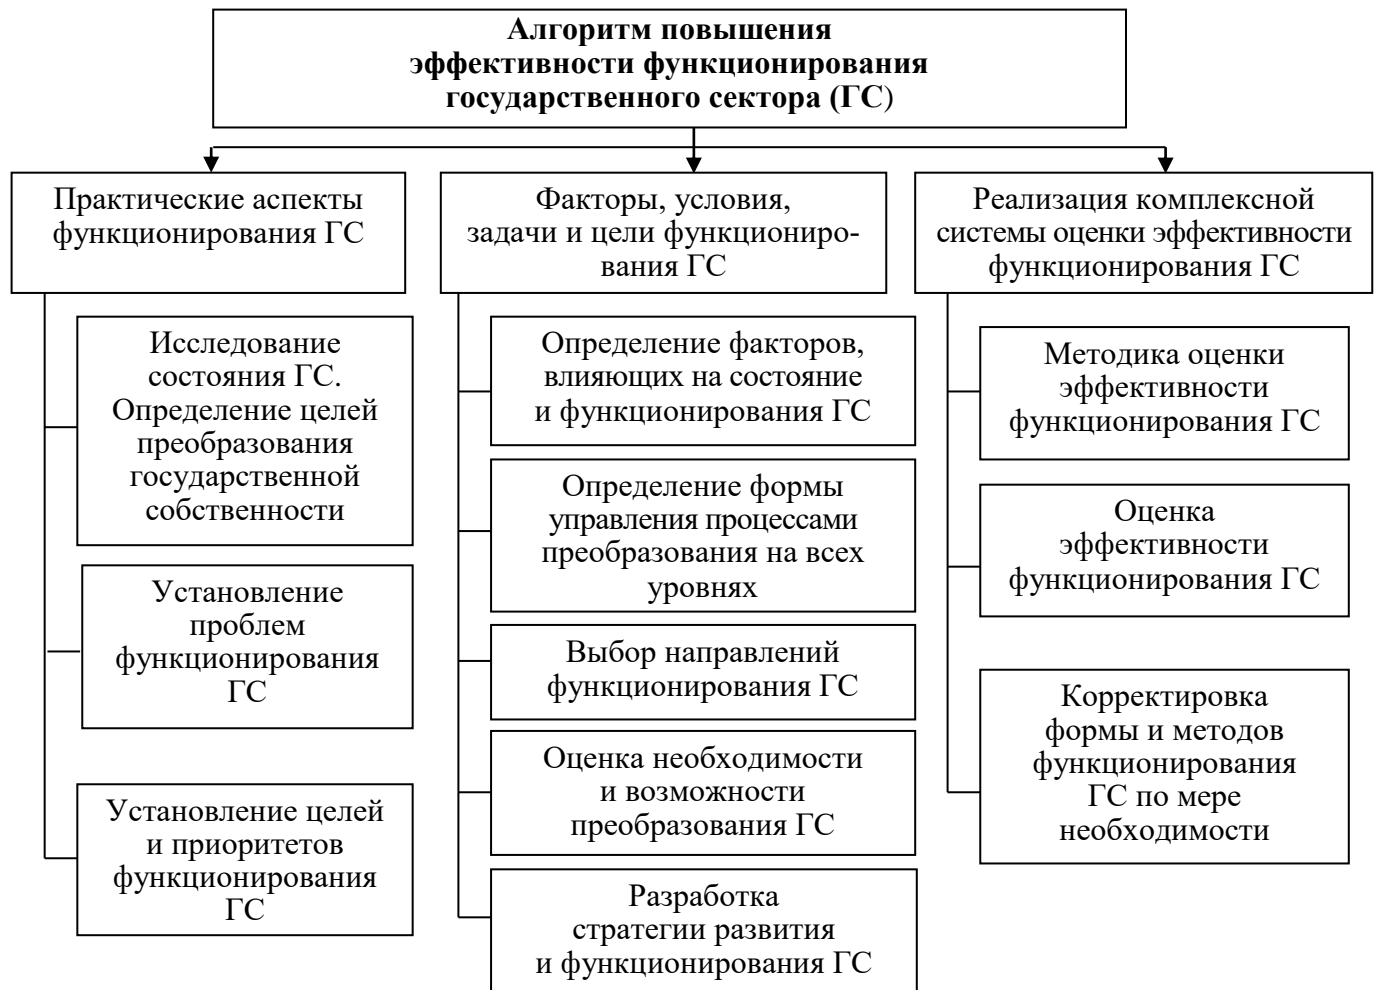 Алгоритм повышения
эффективности функционирования
государственного сектора (ГС)
Практические аспекты
функционирования ГС
Исследование
состояния ГС.
Определение целей
преобразования
государственной
собственности
Установление
проблем
функционирования
ГС
Установление целей
и приоритетов
функционирования
ГС
Факторы, условия,
задачи и цели функциониро-
вания ГС
Определение факторов,
влияющих на состояние
и функционирования ГС
Определение формы
управления процессами
преобразования на всех
уровнях
Выбор направлений
функционирования ГС
Оценка необходимости
и возможности
преобразования ГС
Разработка
стратегии развития
и функционирования ГС
Реализация комплексной
системы оценки эффективности
функционирования ГС
Методика оценки
эффективности
функционирования ГС
Оценка
эффективности
функционирования ГС
Корректировка
формы и методов
функционирования
ГС по мере
необходимости